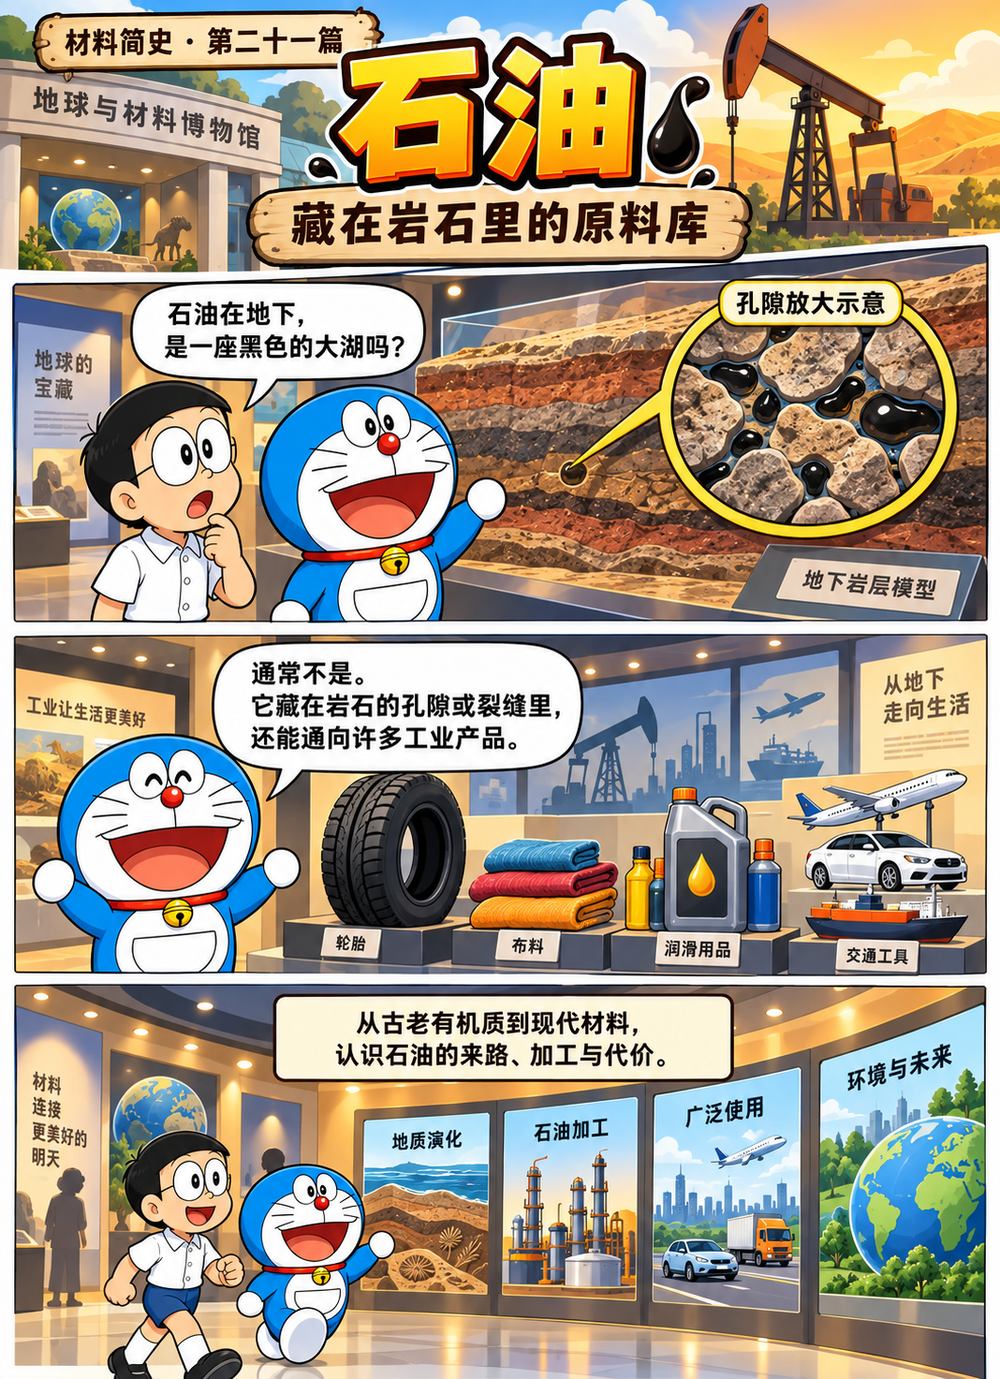 材料简史·第二十一篇
地球与材料博物馆
石油
藏在岩石里的原料库
石油在地下，
是一座黑色的大湖吗？
孔隙放大示意
地球的
宝藏
地下岩层模型
通常不是。
它藏在岩石的孔隙或裂缝里，
还能通向许多工业产品。
工业让生活更美好
从地下
走向生活
轮胎
布料
润滑用品
交通工具
从古老有机质到现代材料，
认识石油的来路、加工与代价。
材料
连接
更美好的
明天
地质演化
石油加工
广泛使用
环境与未来